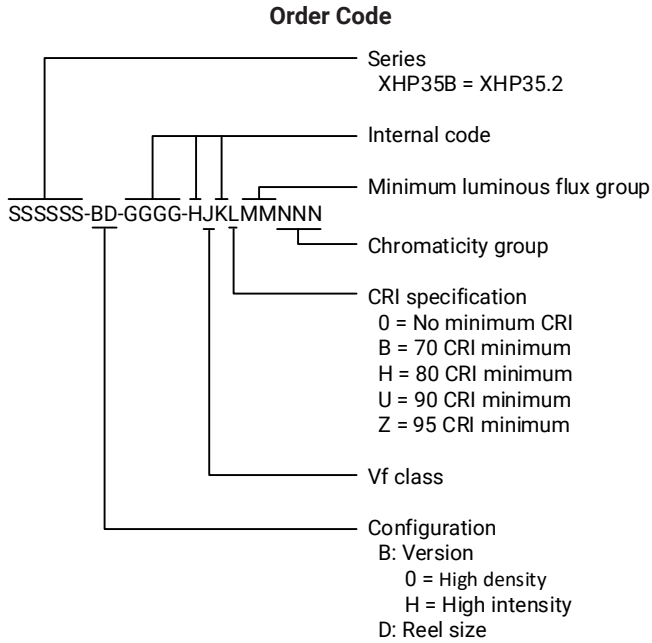 Order Code
Series
XHP35B = XHP35.2
Internal code
Minimum luminous flux group
SSSSSS-BD-GGGG-HJKLMMNNN
Chromaticity group
CRI specification
0 = No minimum CRI
B = 70 CRI minimum
H = 80 CRI minimum
U = 90 CRI minimum
Z = 95 CRI minimum
Vf class
Configuration
B: Version
0 = High density
H = High intensity
D: Reel size